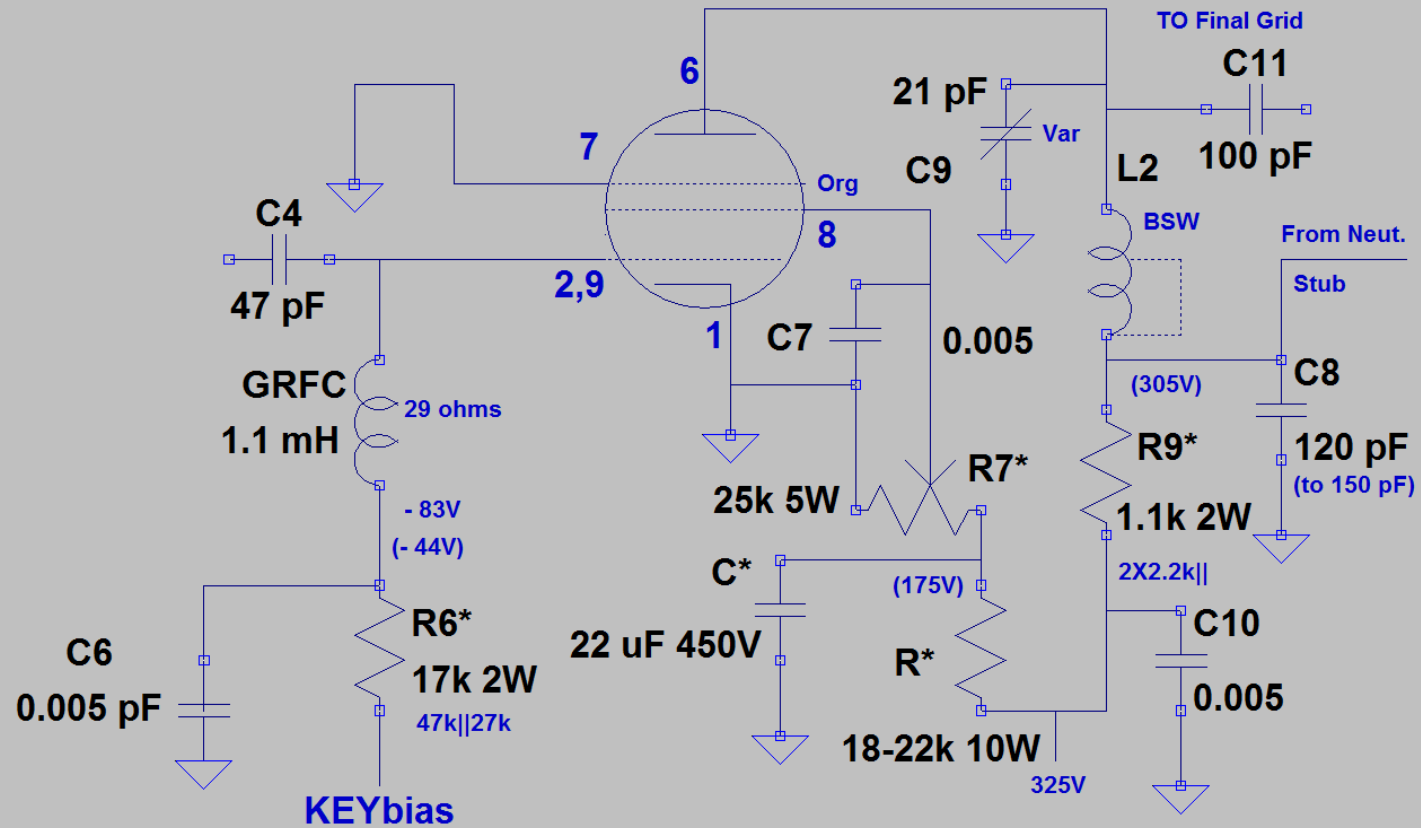 TO Final Grid
C11
100 pF
6
21 pF
Var
C9
7
Org
8
L2
BSW
C4
47 pF
2,9
1
From Neut.
Stub
C7
0.005
(305V)
C8
120 pF
(to 150 pF)
GRFC
29 ohms
1.1 mH
R7*
25k 5W
R9*
1.1k 2W
2X2.2k||
- 83V
(- 44V)
C*
22 uF 450V
(175V)
R*
18-22k 10W
325V
C10
0.005
C6
0.005 pF
R6*
17k 2W
47k||27k
KEYbias